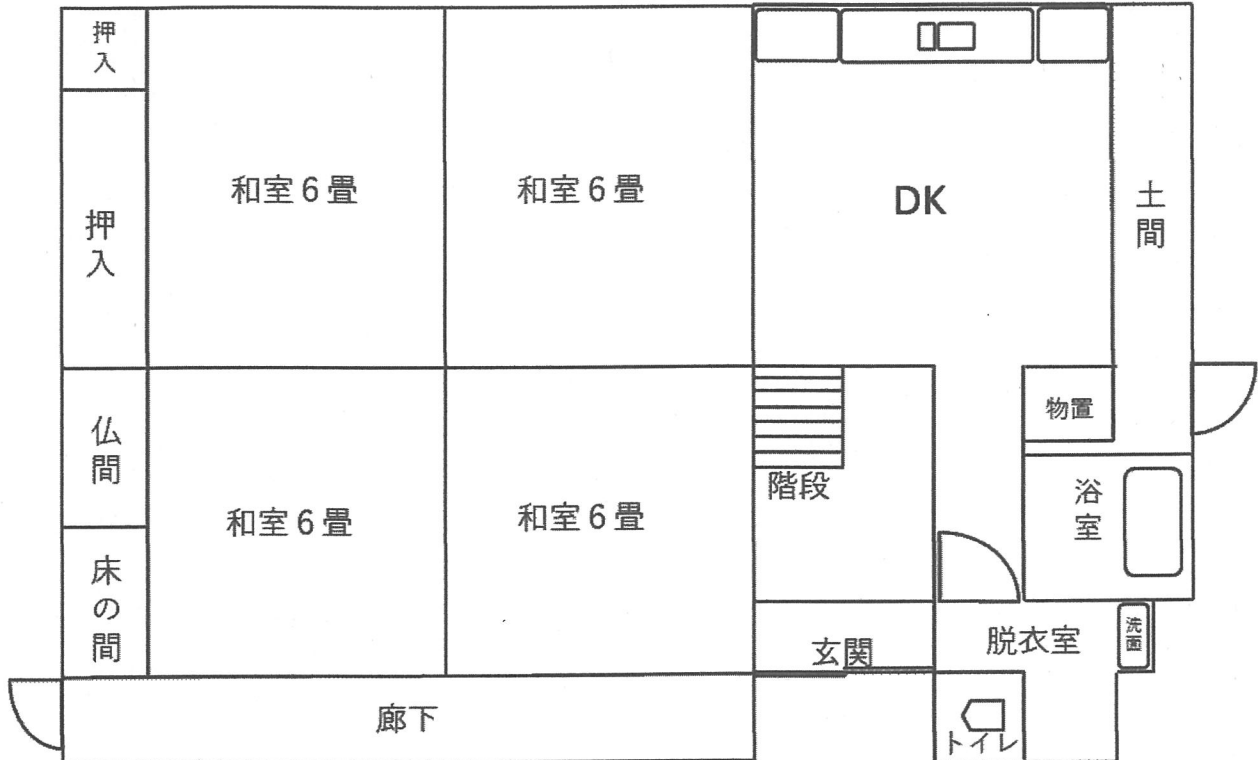 押入
和室６畳
和室６畳
DK
土間
押入
物置
仏間
階段
浴室
和室６畳
和室６畳
床の間
玄関
脱衣室
洗面
廊下
トイレ